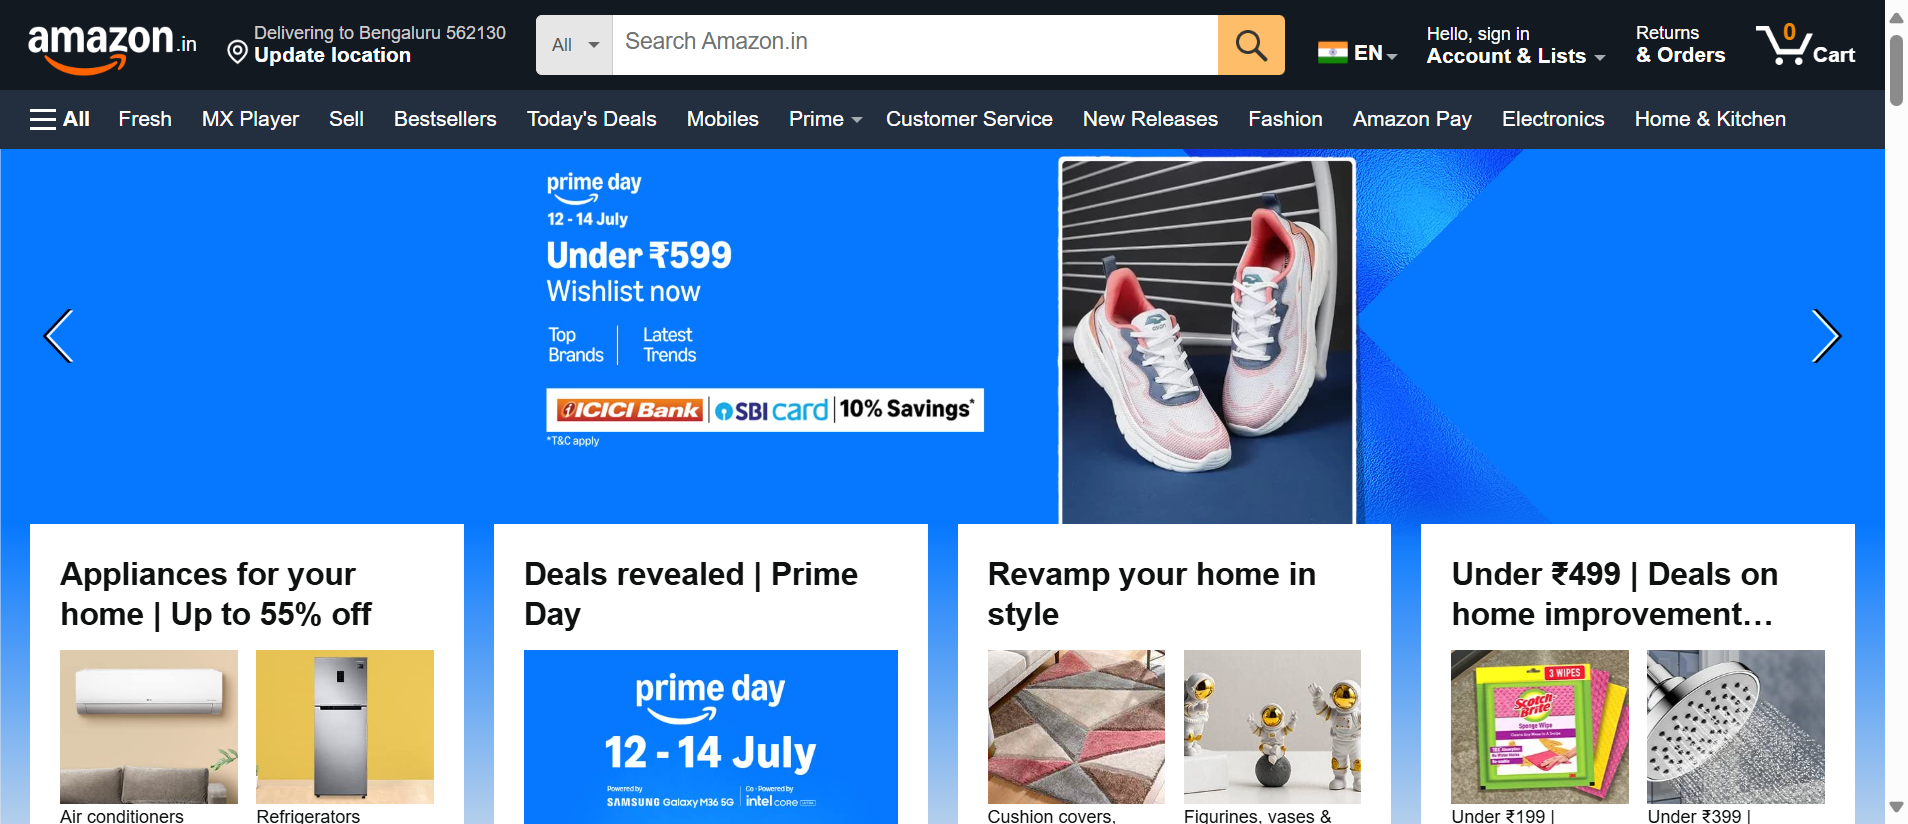 amazon.in
Delivering to Bengaluru 562130
Update location
All
Search Amazon.in
EN
Hello, sign in
Account & Lists
Returns
& Orders
0
Cart
All
Fresh
MX Player
Sell
Bestsellers
Today's Deals
Mobiles
Prime
Customer Service
New Releases
Fashion
Amazon Pay
Electronics
Home & Kitchen
prime day
12 - 14 July
Under ₹599
Wishlist now
Top
Brands
Latest
Trends
ICICI Bank
SBI card
10% Savings*
*T&C apply
Appliances for your
home | Up to 55% off
Air conditioners
Refrigerators
Deals revealed | Prime
Day
prime day
12 - 14 July
Powered by
SAMSUNG Galaxy M36 5G
Co - Powered by
intel CORE
Revamp your home in
style
Cushion covers,
Figurines, vases &
Under ₹499 | Deals on
home improvement…
3 WIPES
Scotch
Brite
Sponge Wipe
Under ₹199 |
Under ₹399 |